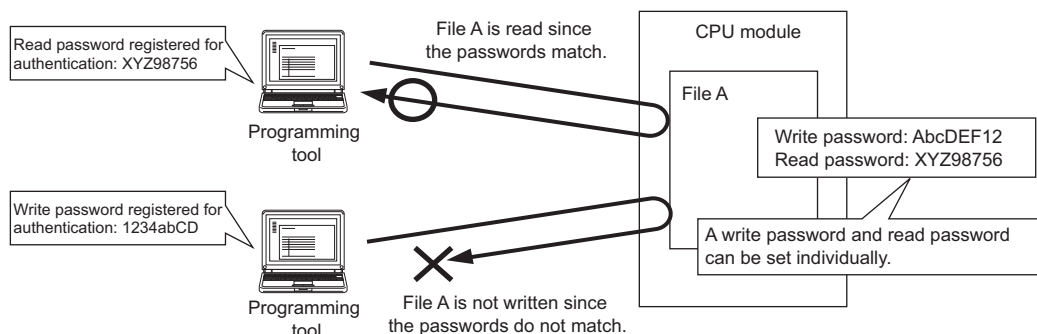 Read password registered for
authentication: XYZ98756
Programming
tool
File A is read since
the passwords match.
CPU module
File A
Write password: AbcDEF12
Read password: XYZ98756
A write password and read password
can be set individually.
Write password registered for
authentication: 1234abCD
Programming
tool
File A is not written since
the passwords do not match.